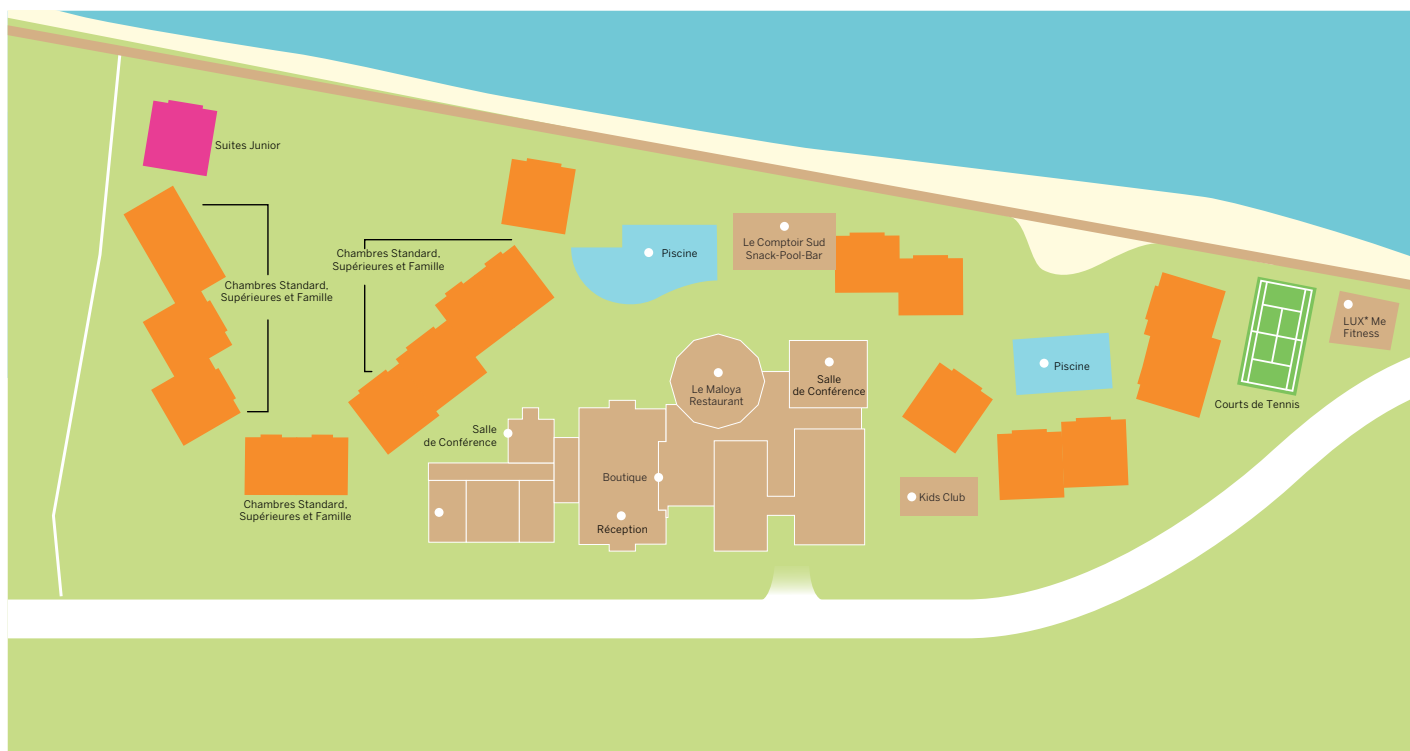 Suites Junior
Chambres Standard,
Supérieures et Famille
Chambres Standard,
Supérieures et Famille
Piscine
Le Comptoir Sud
Snack-Pool-Bar
LUX* Me
Fitness
Piscine
Le Maloya
Restaurant
Salle
de Conférence
Courts de Tennis
Salle
de Conférence
Boutique
Kids Club
Réception
Chambres Standard,
Supérieures et Famille